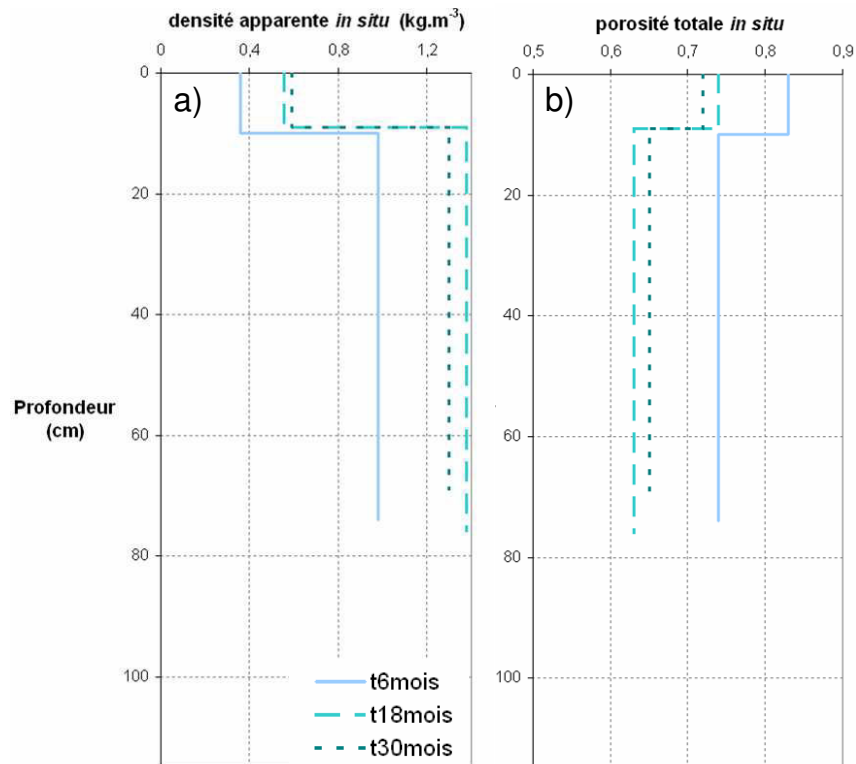 densité apparente in situ (kg.m⁻³)
0 0,4 0,8 1,2
a)
0
20
40
60
80
100
Profondeur
(cm)
porosité totale in situ
0,5 0,6 0,7 0,8 0,9
b)
0
20
40
60
80
100
t6mois
t18mois
t30mois